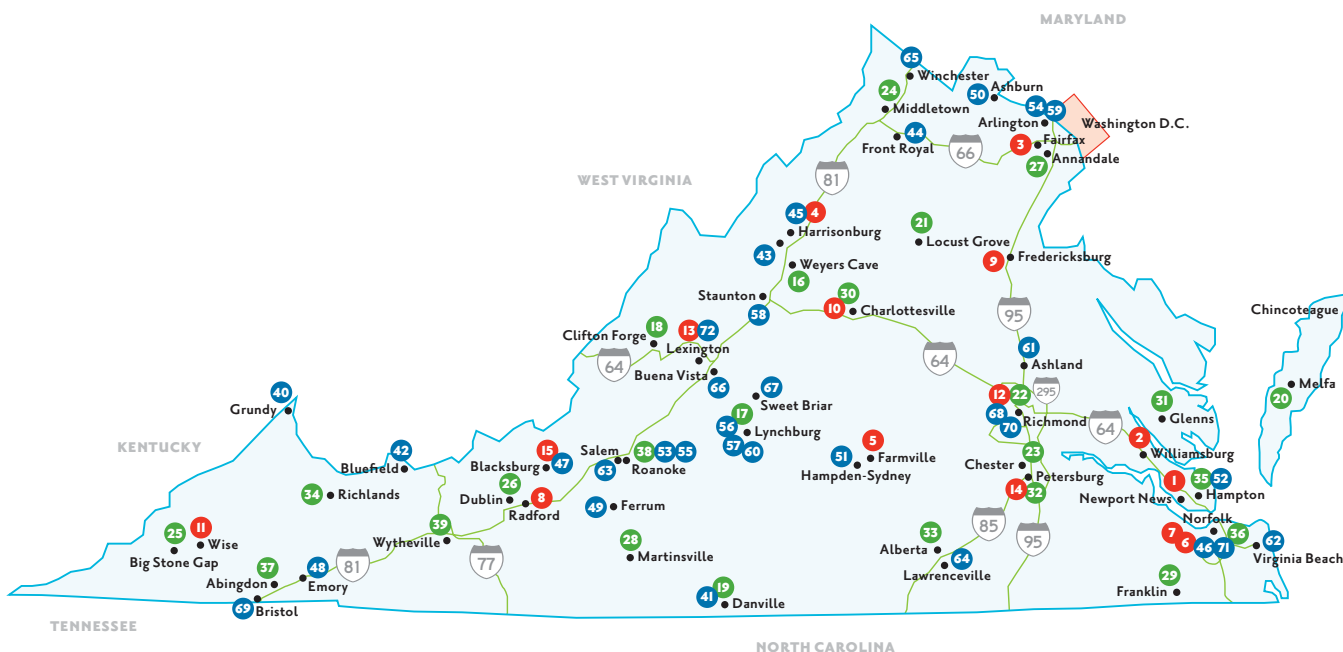 MARYLAND
65
Winchester
24
Middletown
50
Ashburn
54
59
Arlington
Washington D.C.
44
Front Royal
66
3
Fairfax
27
Annandale
WEST VIRGINIA
81
45
4
Harrisonburg
43
21
Locust Grove
9
Fredericksburg
Weyers Cave
16
Staunton
58
30
10
Charlottesville
95
Chincoteague
Clifton Forge
18
13
72
Lexington
64
Buena Vista
66
64
61
Ashland
295
67
Sweet Briar
17
56
Lynchburg
57
60
12
22
68
70
Richmond
31
Glenns
Melfa
20
40
Grundy
KENTUCKY
64
2
Williamsburg
5
Farmville
51
Hampden-Sydney
23
Chester
Petersburg
14
32
42
Bluefield
15
Blacksburg
47
Salem
63
38
53
55
Roanoke
1
35
52
Newport News
Hampton
34
Richlands
26
Dublin
8
Radford
49
Ferrum
Norfolk
7
6
46
71
36
62
Virginia Beach
25
11
Wise
Big Stone Gap
39
Wytheville
77
28
Martinsville
85
95
33
Alberta
64
Lawrenceville
37
Abingdon
48
Emory
81
69
Bristol
41
19
Danville
29
Franklin
TENNESSEE
NORTH CAROLINA